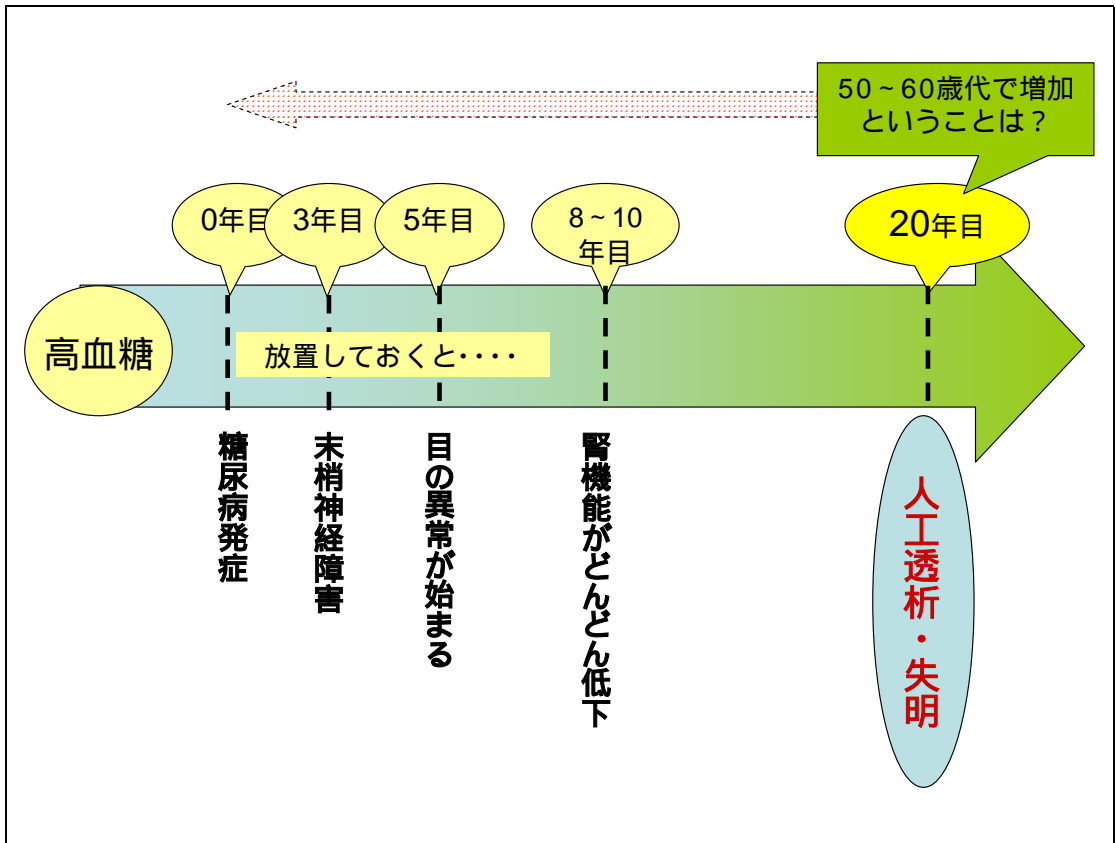 50~60歳代で増加
ということは?
0年目
3年目
5年目
8~10
年目
20年目
高血糖
放置しておくと・・・・
糖尿病発症
末梢神経障害
目の異常が始まる
腎機能がどんどん低下
人工透析・失明